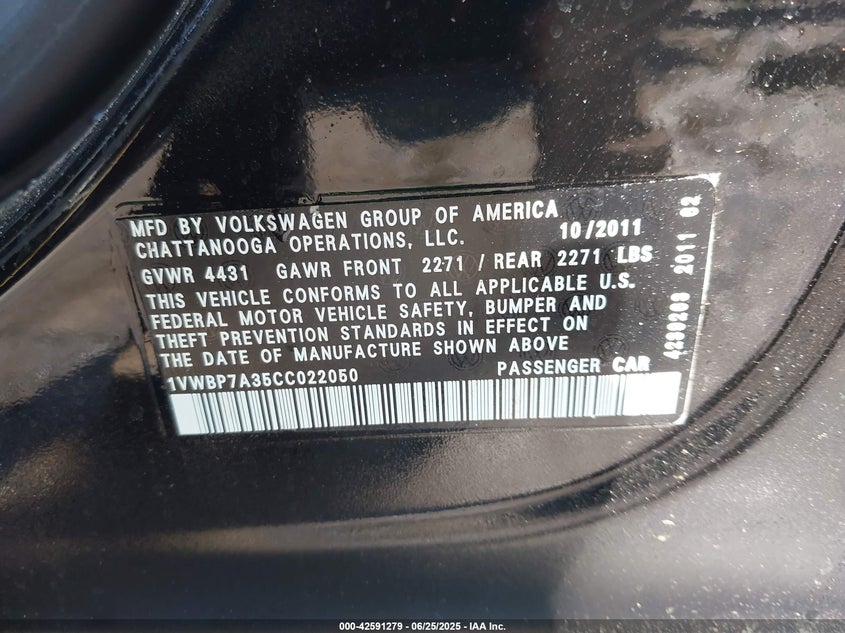 MFD BY VOLKSWAGEN GROUP OF AMERICA
CHATTANOOGA OPERATIONS, LLC. 10/2011
GVWR 4431 GAWR FRONT 2271 / REAR 2271 LBS
THIS VEHICLE CONFORMS TO ALL APPLICABLE U.S.
FEDERAL MOTOR VEHICLE SAFETY, BUMPER AND
THEFT PREVENTION STANDARDS IN EFFECT ON
THE DATE OF MANUFACTURE SHOWN ABOVE
1VWBP7A35CC022050 PASSENGER CAR
2011 02
000-42591279 - 06/25/2025 - IAA Inc.